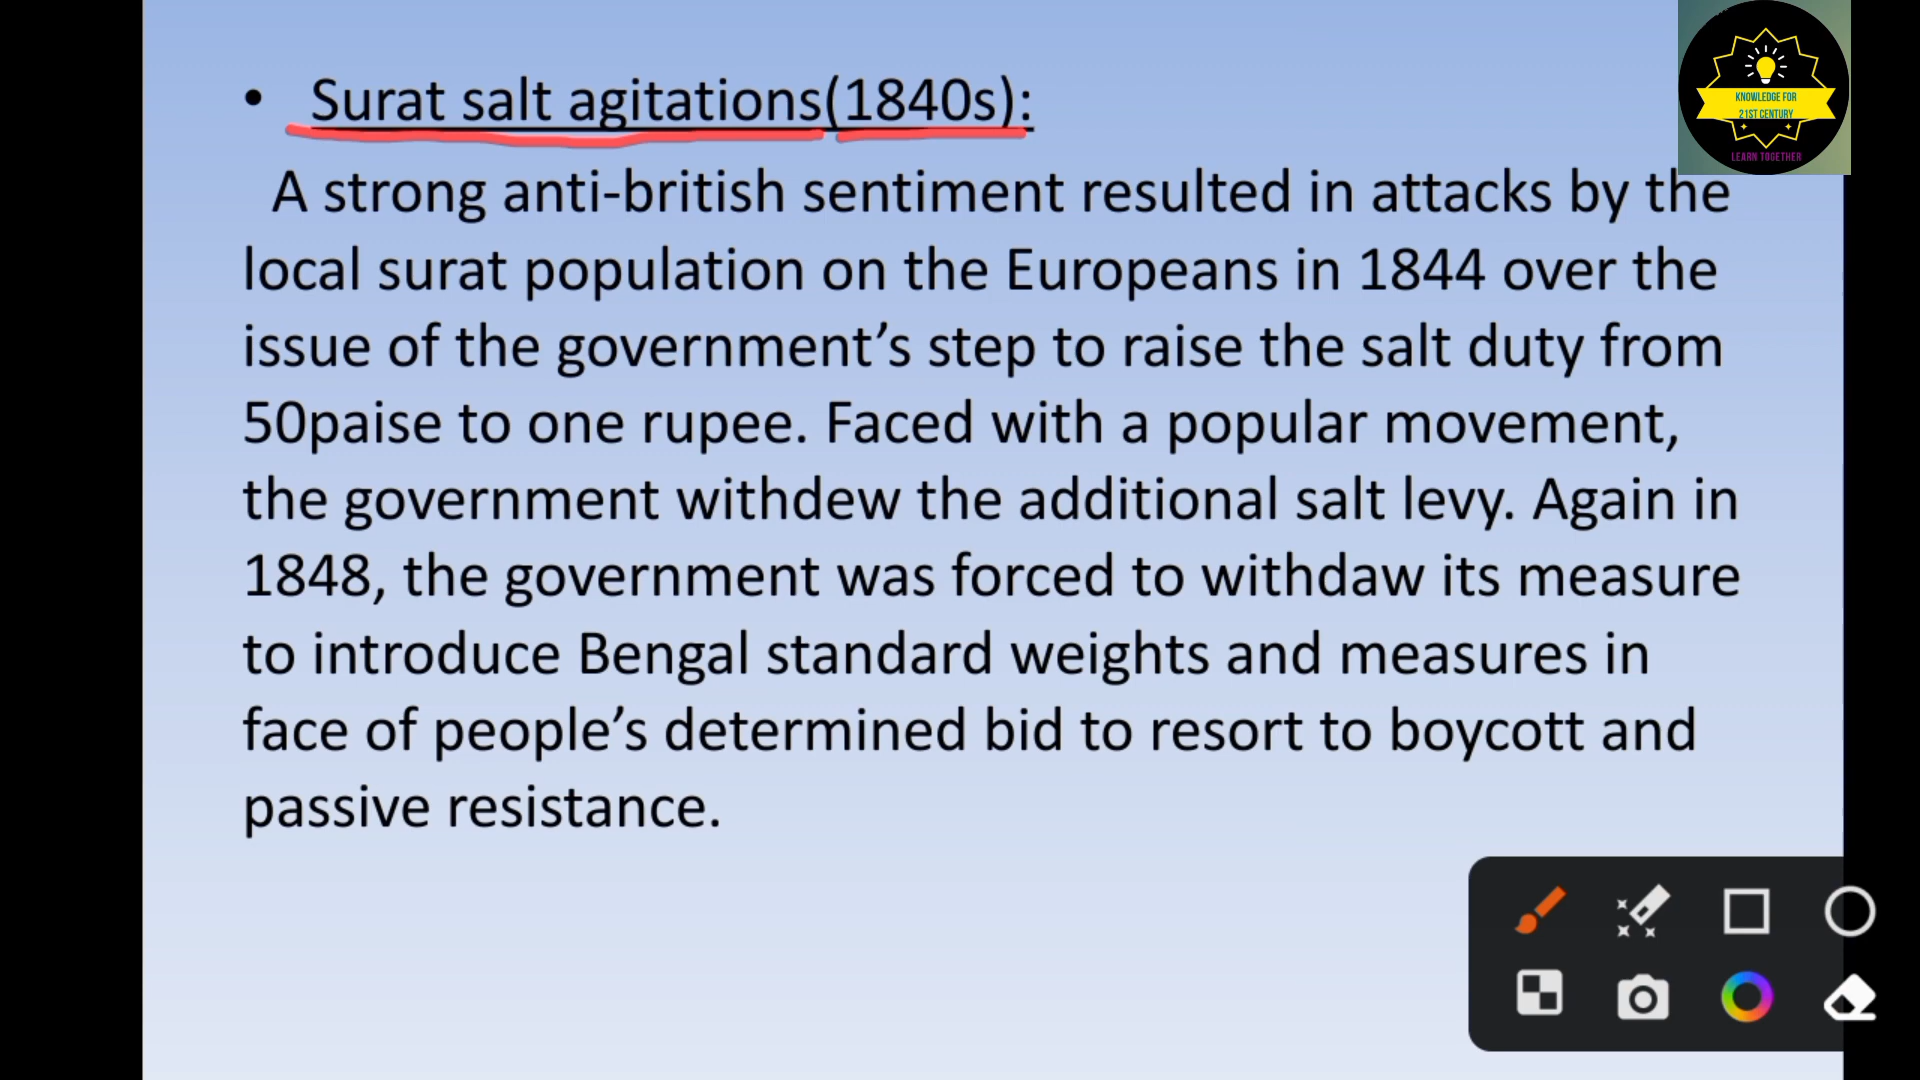 • Surat salt agitations(1840s):
A strong anti-british sentiment resulted in attacks by the
local surat population on the Europeans in 1844 over the
issue of the government’s step to raise the salt duty from
50paise to one rupee. Faced with a popular movement,
the government withdew the additional salt levy. Again in
1848, the government was forced to withdaw its measure
to introduce Bengal standard weights and measures in
face of people’s determined bid to resort to boycott and
passive resistance.
KNOWLEDGE FOR
21ST CENTURY
LEARN TOGETHER